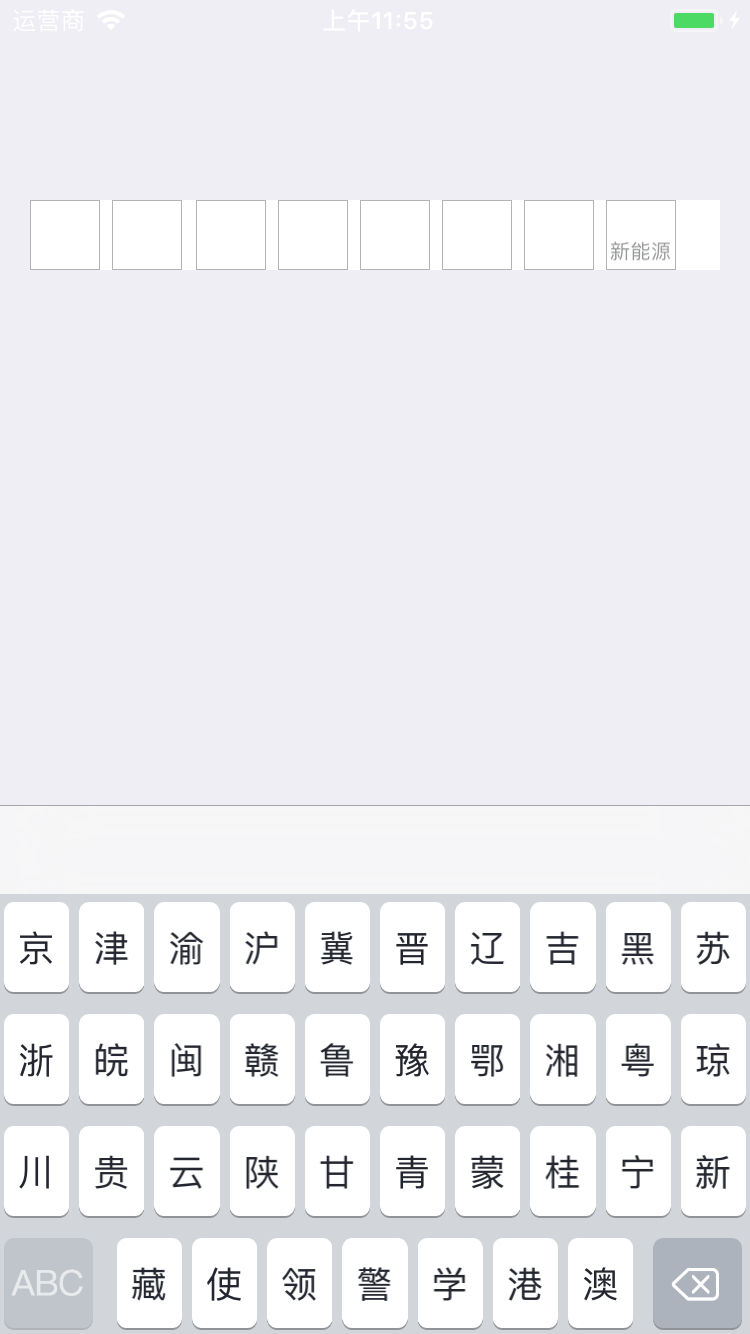 运营商 上午11:55
新能源
京 津 渝 沪 冀 晋 辽 吉 黑 苏
浙 皖 闽 赣 鲁 豫 鄂 湘 粤 琼
川 贵 云 陕 甘 青 蒙 桂 宁 新
ABC 藏 使 领 警 学 港 澳